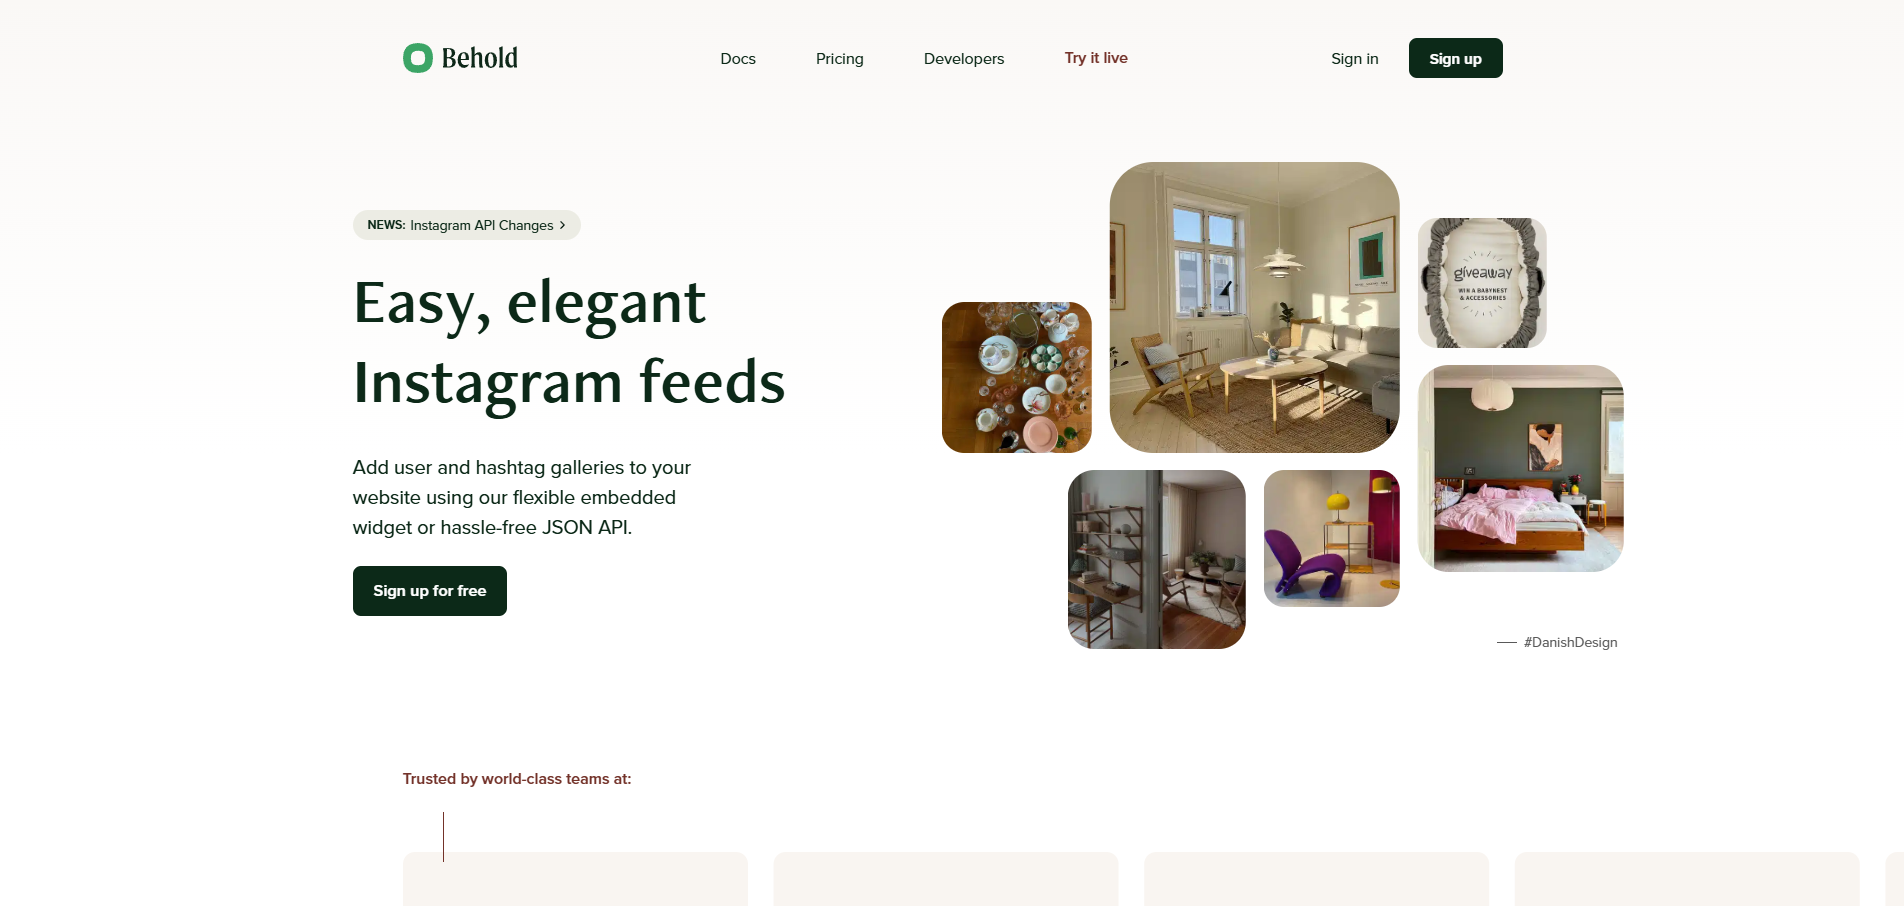 Behold
Docs
Pricing
Developers
Try it live
Sign in
Sign up
NEWS: Instagram API Changes
Easy, elegant
Instagram feeds
Add user and hashtag galleries to your
website using our flexible embedded
widget or hassle-free JSON API.
Sign up for free
giveaway
WIN A BABYNEST
& ACCESSORIES
#DanishDesign
Trusted by world-class teams at: